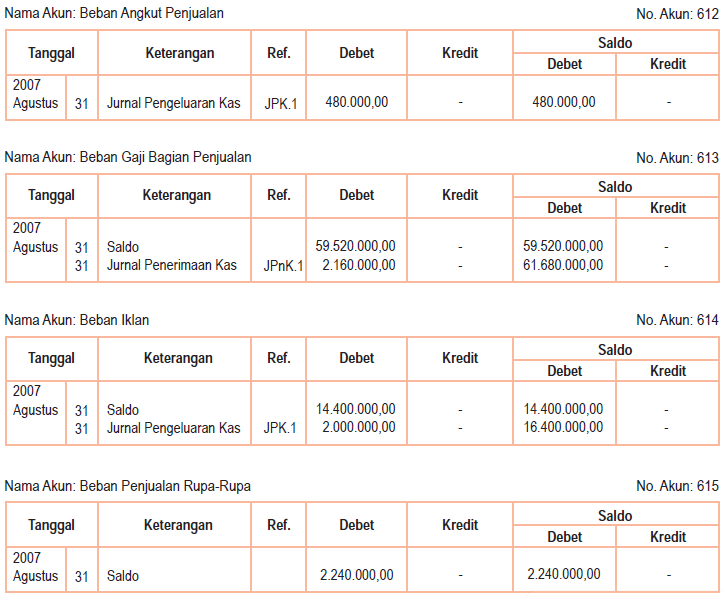 Nama Akun: Beban Angkut Penjualan No. Akun: 612
Tanggal Keterangan Ref. Debet Kredit Saldo
Debet Kredit
2007
Agustus 31 Jurnal Pengeluaran Kas JPK.1 480.000,00 - 480.000,00 -
Nama Akun: Beban Gaji Bagian Penjualan No. Akun: 613
Tanggal Keterangan Ref. Debet Kredit Saldo
Debet Kredit
2007
Agustus 31 Saldo 59.520.000,00 - 59.520.000,00 -
31 Jurnal Penerimaan Kas JPnK.1 2.160.000,00 - 61.680.000,00 -
Nama Akun: Beban Iklan No. Akun: 614
Tanggal Keterangan Ref. Debet Kredit Saldo
Debet Kredit
2007
Agustus 31 Saldo 14.400.000,00 - 14.400.000,00 -
31 Jurnal Pengeluaran Kas JPK.1 2.000.000,00 - 16.400.000,00 -
Nama Akun: Beban Penjualan Rupa-Rupa No. Akun: 615
Tanggal Keterangan Ref. Debet Kredit Saldo
Debet Kredit
2007
Agustus 31 Saldo 2.240.000,00 - 2.240.000,00 -